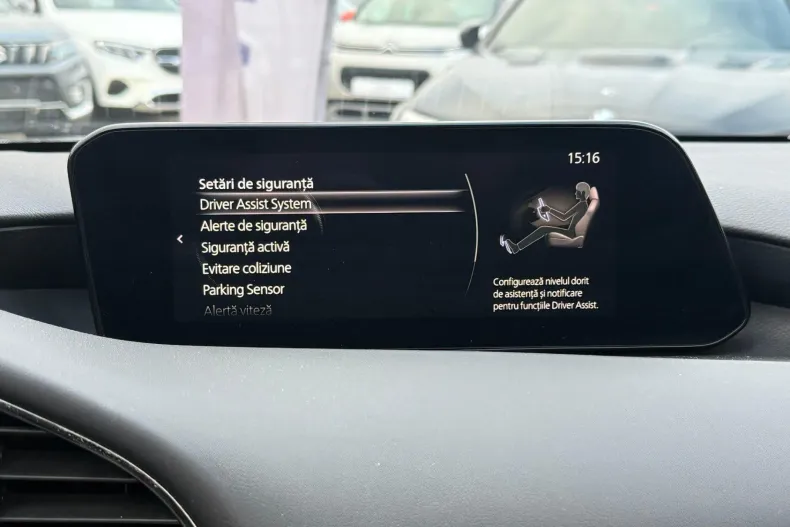 15:16
Setări de siguranță
Driver Assist System
Alerte de siguranță
Siguranță activă
Evitare coliziune
Parking Sensor
Alertă viteză
Configurează nivelul dorit
de asistență și notificare
pentru funcțiile Driver Assist.